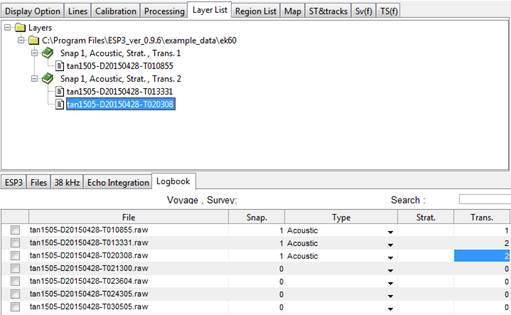 Display Option Lines Calibration Processing Layer List Region List Map ST&tracks Sv(f) TS(f)
Layers
C:\Program Files\ESP3_ver_0.9.6\example_data\ek60
Snap 1, Acoustic, Strat. , Trans. 1
tan1505-D20150428-T010855
Snap 1, Acoustic, Strat. , Trans. 2
tan1505-D20150428-T013331
tan1505-D20150428-T020308
ESP3 Files 38 kHz Echo Integration Logbook
Voyage , Survey: Search :
File Snap. Type Strat. Trans.
tan1505-D20150428-T010855.raw 1 Acoustic 1
tan1505-D20150428-T013331.raw 1 Acoustic 2
tan1505-D20150428-T020308.raw 1 Acoustic 2
tan1505-D20150428-T021300.raw 0
tan1505-D20150428-T023604.raw 0
tan1505-D20150428-T024305.raw 0
tan1505-D20150428-T030505.raw 0